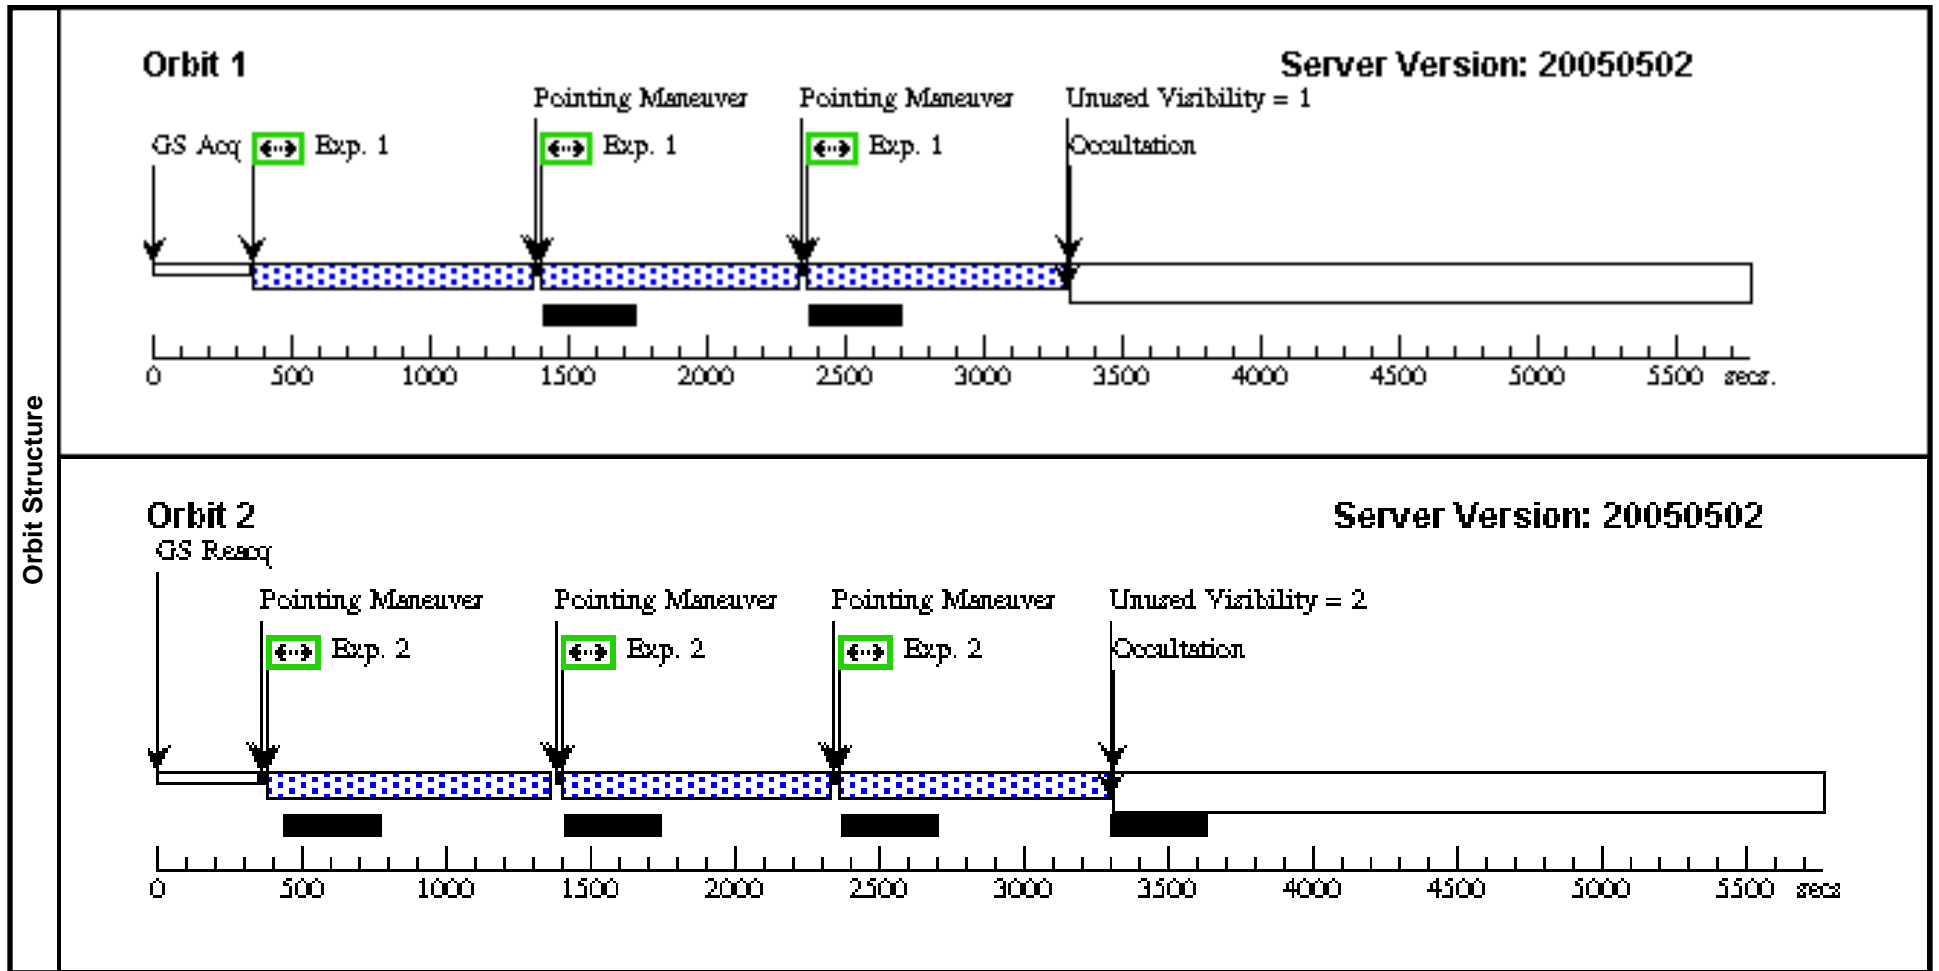 Orbit Structure
Orbit 1
Server Version: 20050502
Pointing Maneuver
Pointing Maneuver
Unused Visibility = 1
GS Acq
Exp. 1
Exp. 1
Exp. 1
Occultation
0 500 1000 1500 2000 2500 3000 3500 4000 4500 5000 5500 secs.
Orbit 2
Server Version: 20050502
GS Reacq
Pointing Maneuver
Pointing Maneuver
Pointing Maneuver
Unused Visibility = 2
Exp. 2
Exp. 2
Exp. 2
Occultation
0 500 1000 1500 2000 2500 3000 3500 4000 4500 5000 5500 secs